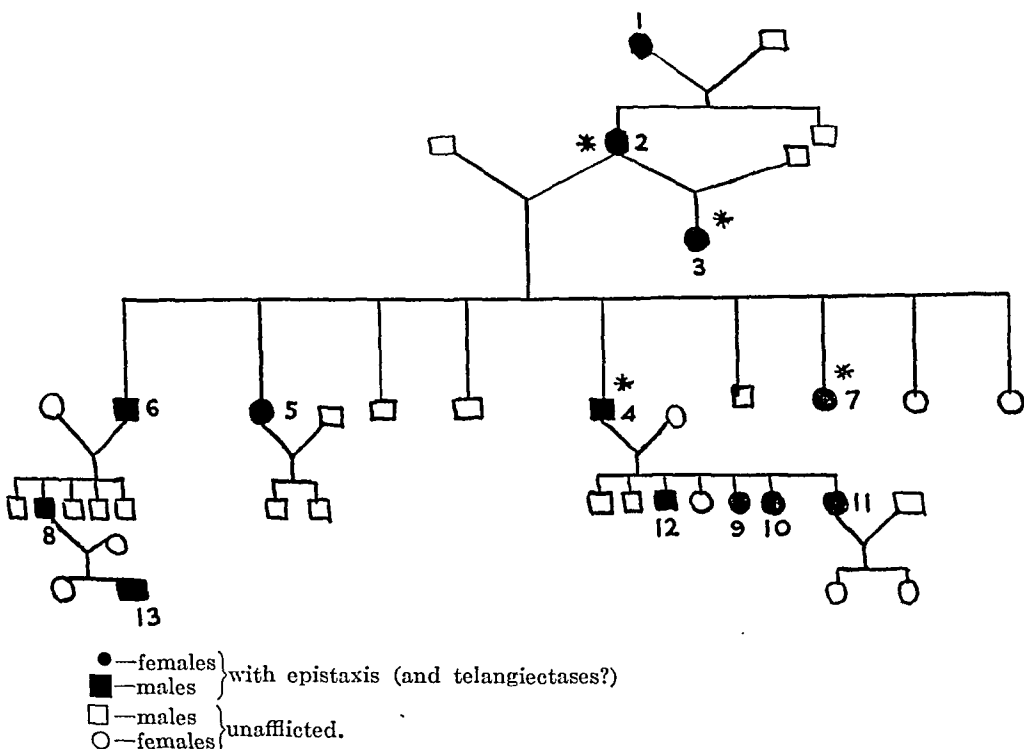 1
* 2
*
3
*
*
6
5
4
7
8
12
9
10
11
13
●—females
■—males
with epistaxis (and telangiectases?)
□—males
○—females
unafflicted.